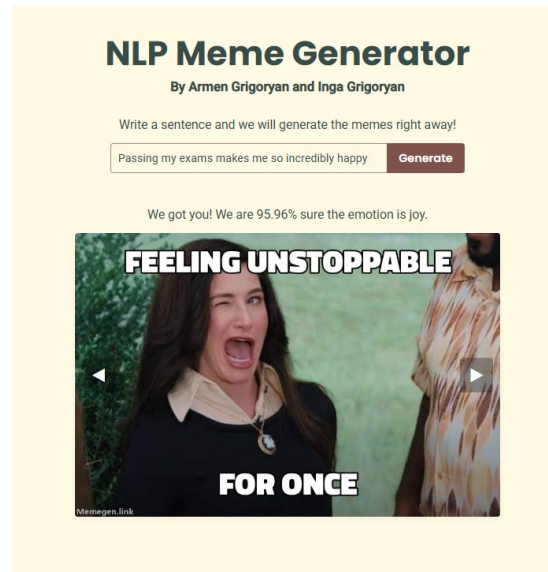 NLP Meme Generator
By Armen Grigoryan and Inga Grigoryan
Write a sentence and we will generate the memes right away!
Passing my exams makes me so incredibly happy Generate
We got you! We are 95.96% sure the emotion is joy.
FEELING UNSTOPPABLE
FOR ONCE
Memegen.link